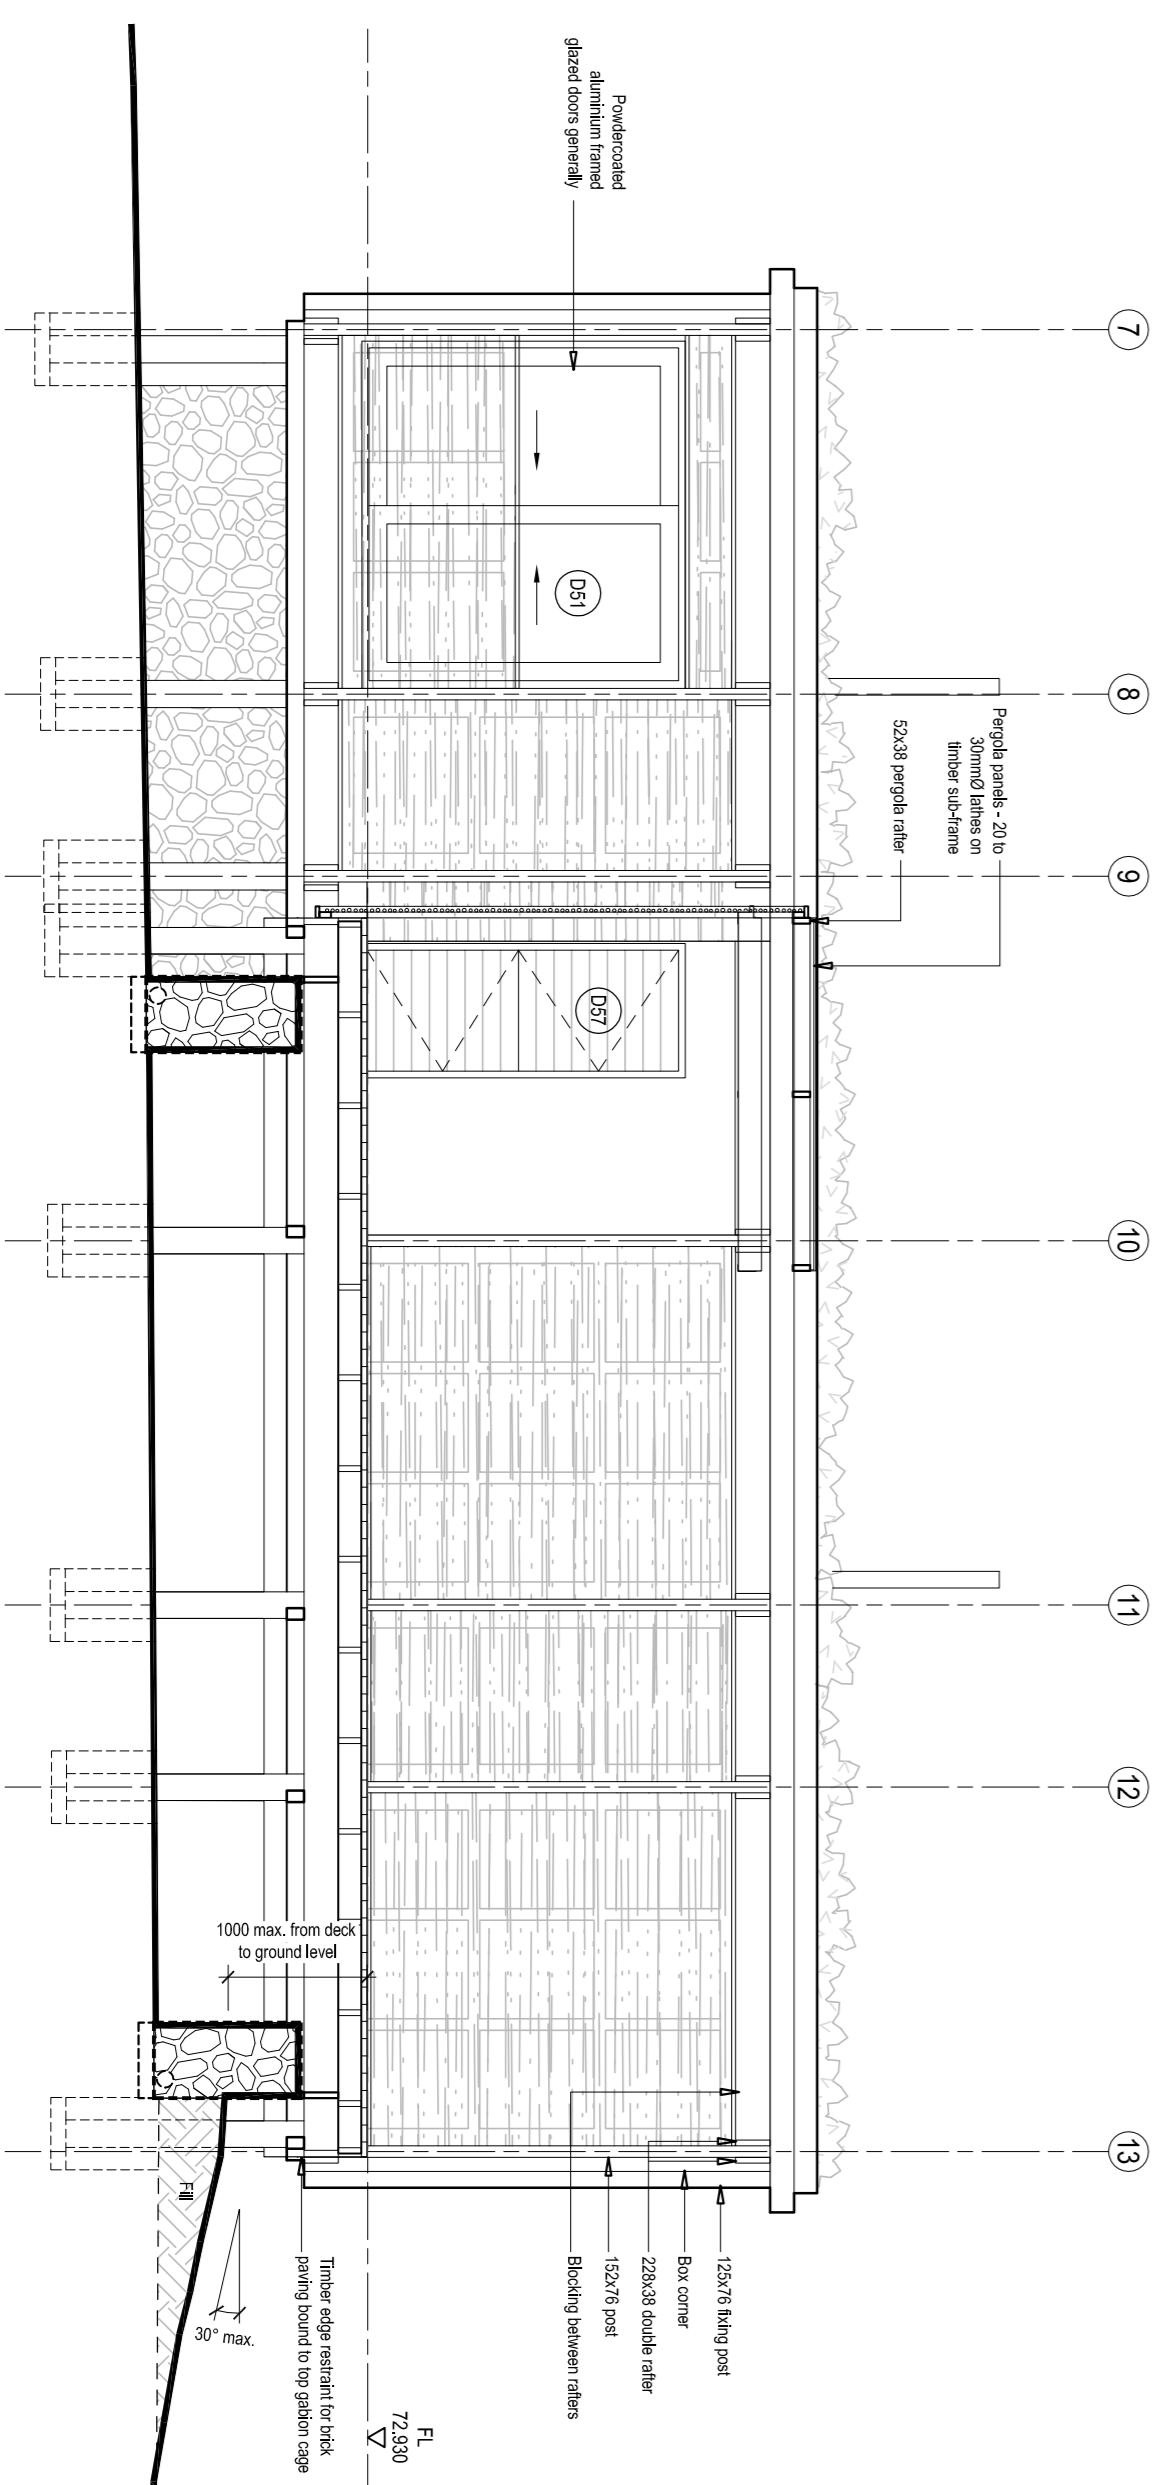 7
8
9
10
11
12
13
Pergola panels - 20 to
30mmØ lathes on
timber sub-frame
52x38 pergola rafter
Powdercoated
aluminium framed
glazed doors generally
D51
D57
125x76 fixing post
Box corner
228x38 double rafter
152x76 post
Blocking between rafters
FL
72.930
1000 max. from deck
to ground level
Timber edge restraint for brick
paving bound to top gabion cage
Fill
30° max.